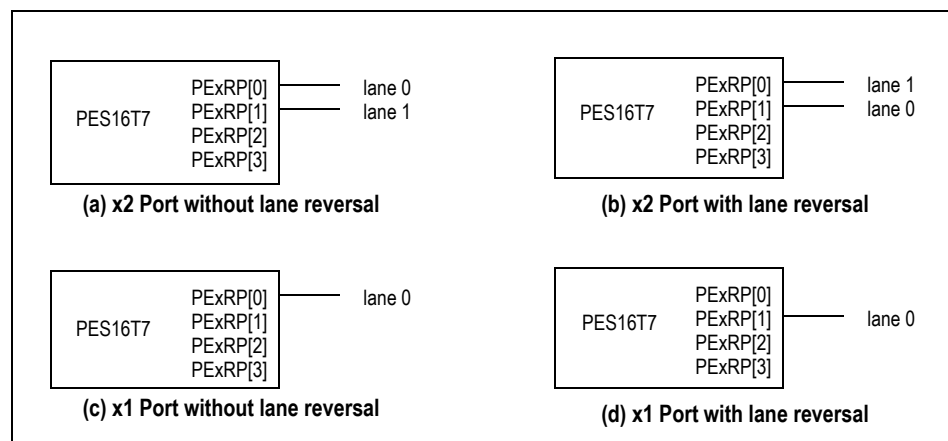 PES16T7
PExRP[0]
PExRP[1]
PExRP[2]
PExRP[3]
lane 0
lane 1
(a) x2 Port without lane reversal
PES16T7
PExRP[0]
PExRP[1]
PExRP[2]
PExRP[3]
lane 1
lane 0
(b) x2 Port with lane reversal
PES16T7
PExRP[0]
PExRP[1]
PExRP[2]
PExRP[3]
lane 0
(c) x1 Port without lane reversal
PES16T7
PExRP[0]
PExRP[1]
PExRP[2]
PExRP[3]
lane 0
(d) x1 Port with lane reversal